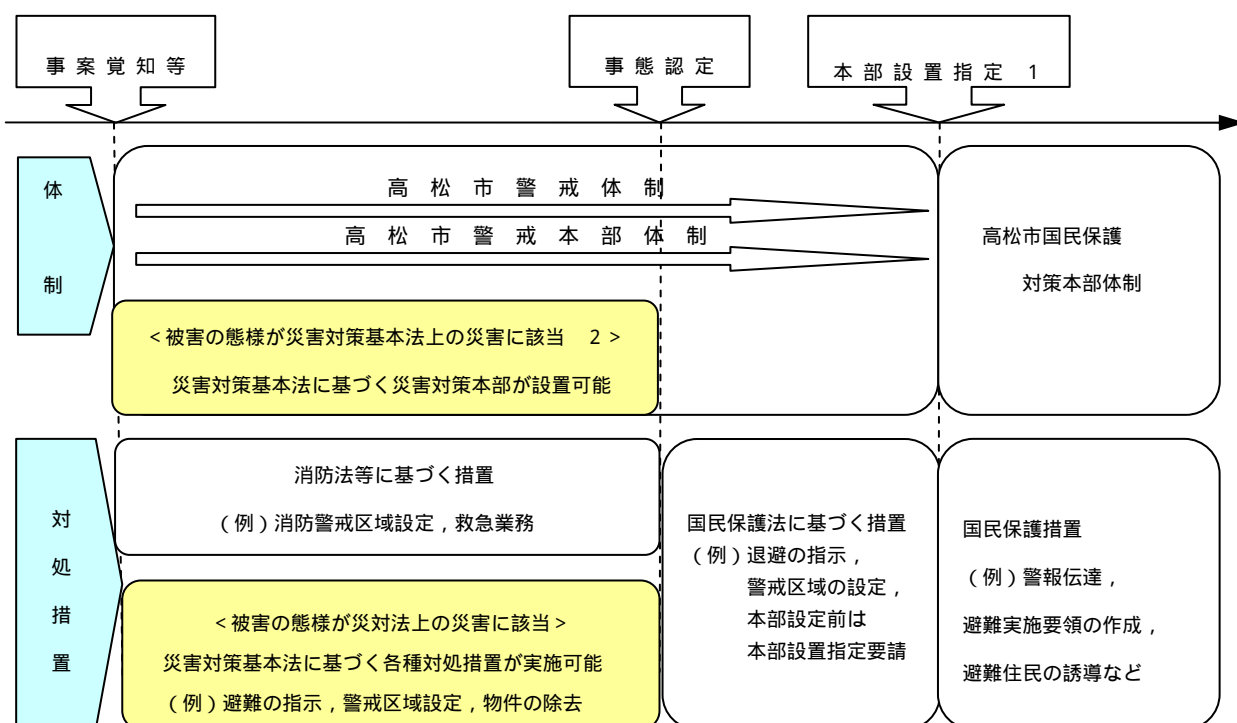 事案覚知等
事態認定
本部設置指定 1
体制
高松市警戒体制
高松市警戒本部体制
<被害の態様が災害対策基本法上の災害に該当 2>
災害対策基本法に基づく災害対策本部が設置可能
高松市国民保護
対策本部体制
対処措置
消防法等に基づく措置
(例)消防警戒区域設定,救急業務
<被害の態様が災対法上の災害に該当>
災害対策基本法に基づく各種対処措置が実施可能
(例)避難の指示,警戒区域設定,物件の除去
国民保護法に基づく措置
(例)退避の指示,
警戒区域の設定,
本部設定前は
本部設置指定要請
国民保護措置
(例)警報伝達,
避難実施要領の作成,
避難住民の誘導など